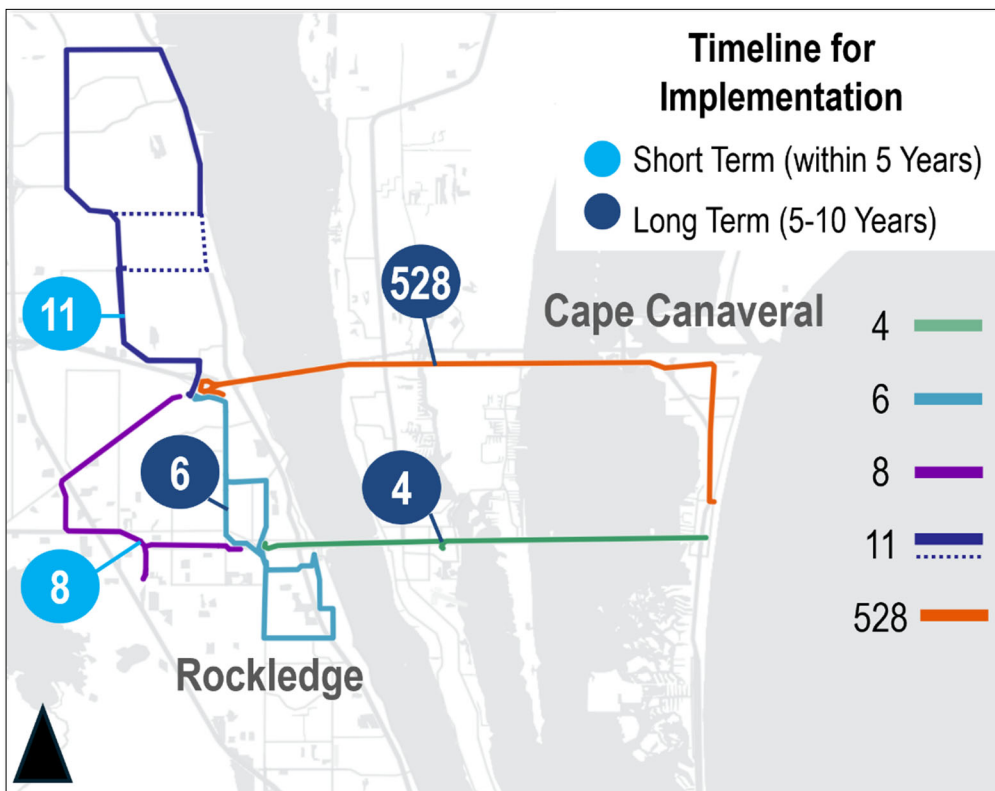 Timeline for
Implementation
Short Term (within 5 Years)
Long Term (5-10 Years)
528
11
Cape Canaveral
4
6
8
11
528
6
4
8
Rockledge